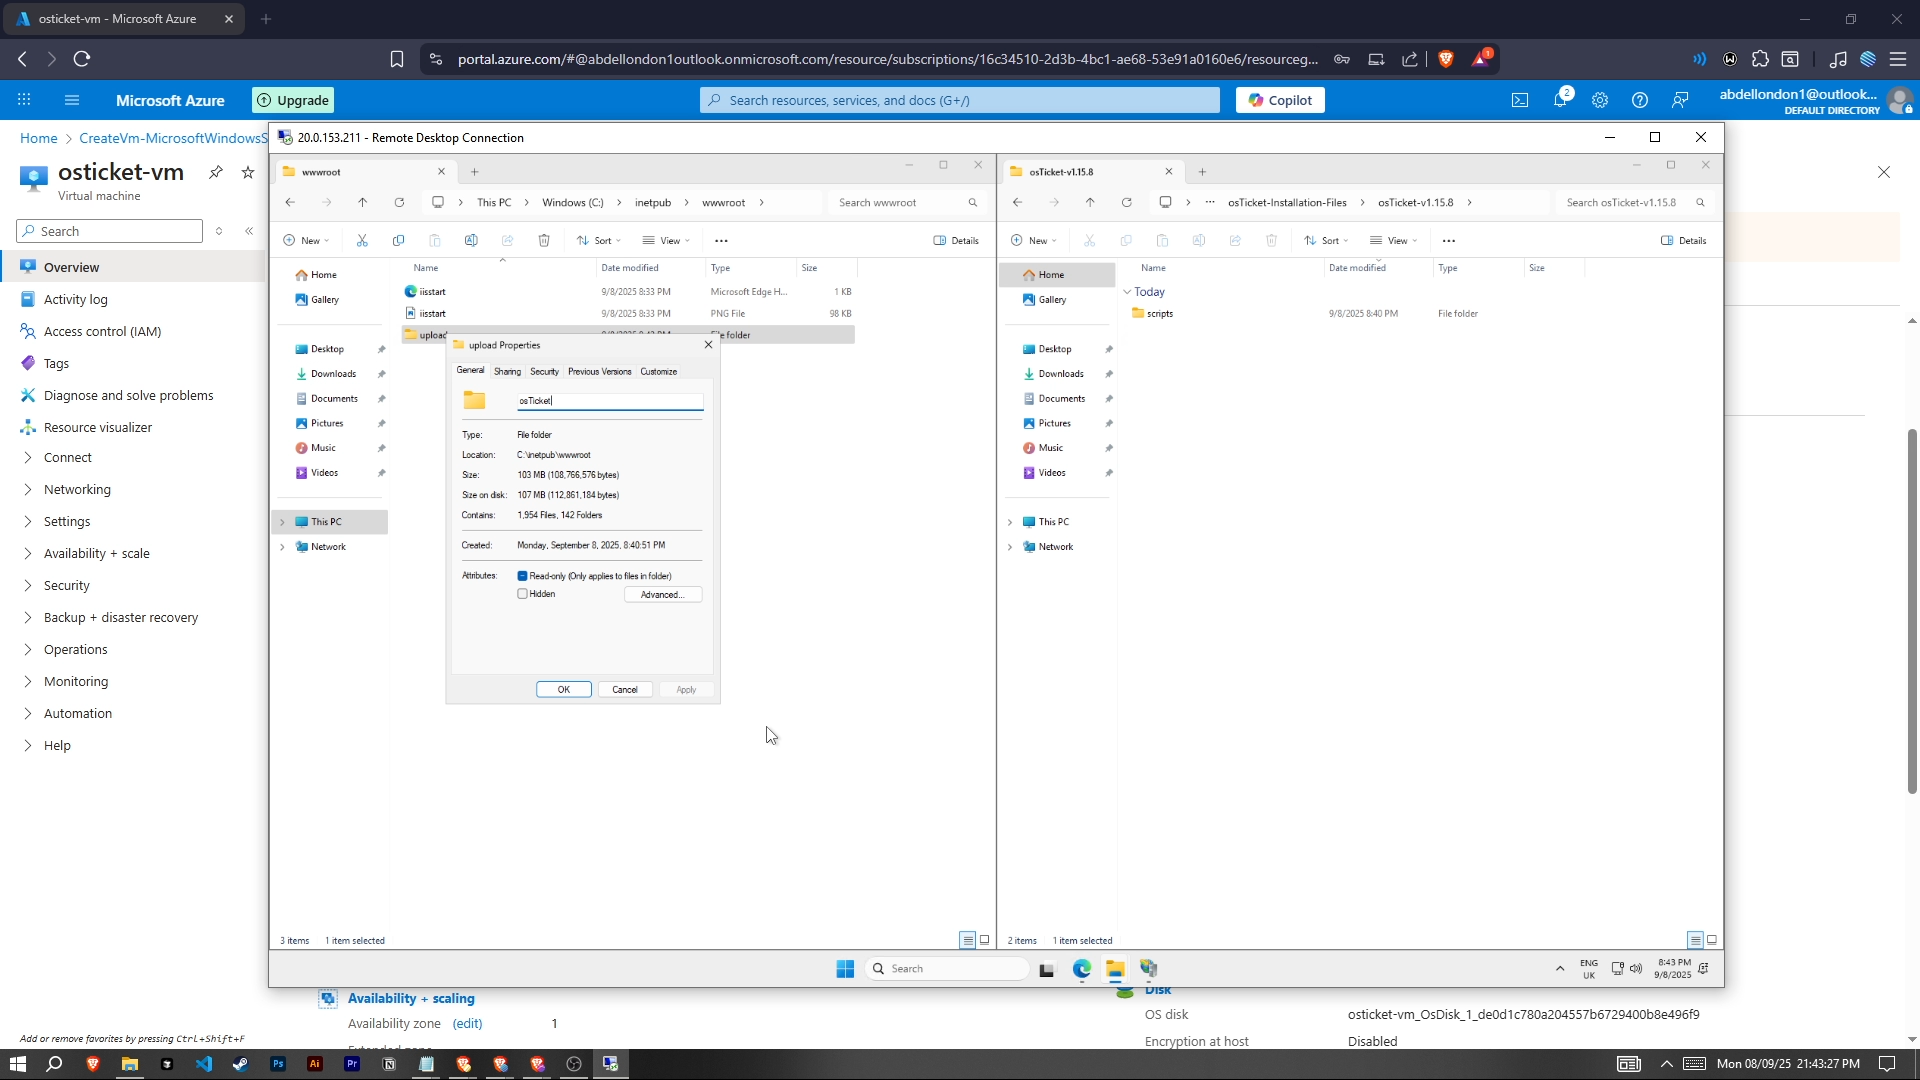 osticket-vm - Microsoft Azure
portal.azure.com/#@abdellondon1outlook.onmicrosoft.com/resource/subscriptions/16c34510-2d3b-4bc1-ae68-53e91a0160e6/resourceg...
1
Microsoft Azure
Upgrade
Search resources, services, and docs (G+/)
Copilot
2
abdellondon1@outlook...
DEFAULT DIRECTORY
Home > CreateVm-MicrosoftWindowsS
osticket-vm
Virtual machine
Search
Overview
Activity log
Access control (IAM)
Tags
Diagnose and solve problems
Resource visualizer
Connect
Networking
Settings
Availability + scale
Security
Backup + disaster recovery
Operations
Monitoring
Automation
Help
Add or remove favorites by pressing Ctrl+Shift+F
20.0.153.211 - Remote Desktop Connection
wwwroot
This PC > Windows (C:) > inetpub > wwwroot >
Search wwwroot
New
Sort
View
Details
Home
Gallery
Desktop
Downloads
Documents
Pictures
Music
Videos
This PC
Network
Name Date modified Type Size
iisstart 9/8/2025 8:33 PM Microsoft Edge H... 1 KB
iisstart 9/8/2025 8:33 PM PNG File 98 KB
upload
upload Properties
General Sharing Security Previous Versions Customize
osTicket
Type: File folder
Location: C:\inetpub\wwwroot
Size: 103 MB (108,766,576 bytes)
Size on disk: 107 MB (112,861,184 bytes)
Contains: 1,954 Files, 142 Folders
Created: Monday, September 8, 2025, 8:40:51 PM
Attributes: Read-only (Only applies to files in folder)
Hidden Advanced...
OK Cancel Apply
3 items 1 item selected
osTicket-v1.15.8
... osTicket-Installation-Files > osTicket-v1.15.8 >
Search osTicket-v1.15.8
New
Sort
View
Details
Home
Gallery
Desktop
Downloads
Documents
Pictures
Music
Videos
This PC
Network
Name Date modified Type Size
Today
scripts 9/8/2025 8:40 PM File folder
2 items 1 item selected
Search
ENG
UK
8:43 PM
9/8/2025
Availability + scaling
Availability zone (edit) 1
Disk
OS disk osticket-vm_OsDisk_1_de0d1c780a204557b6729400b8e496f9
Encryption at host Disabled
Mon 08/09/25 21:43:27 PM